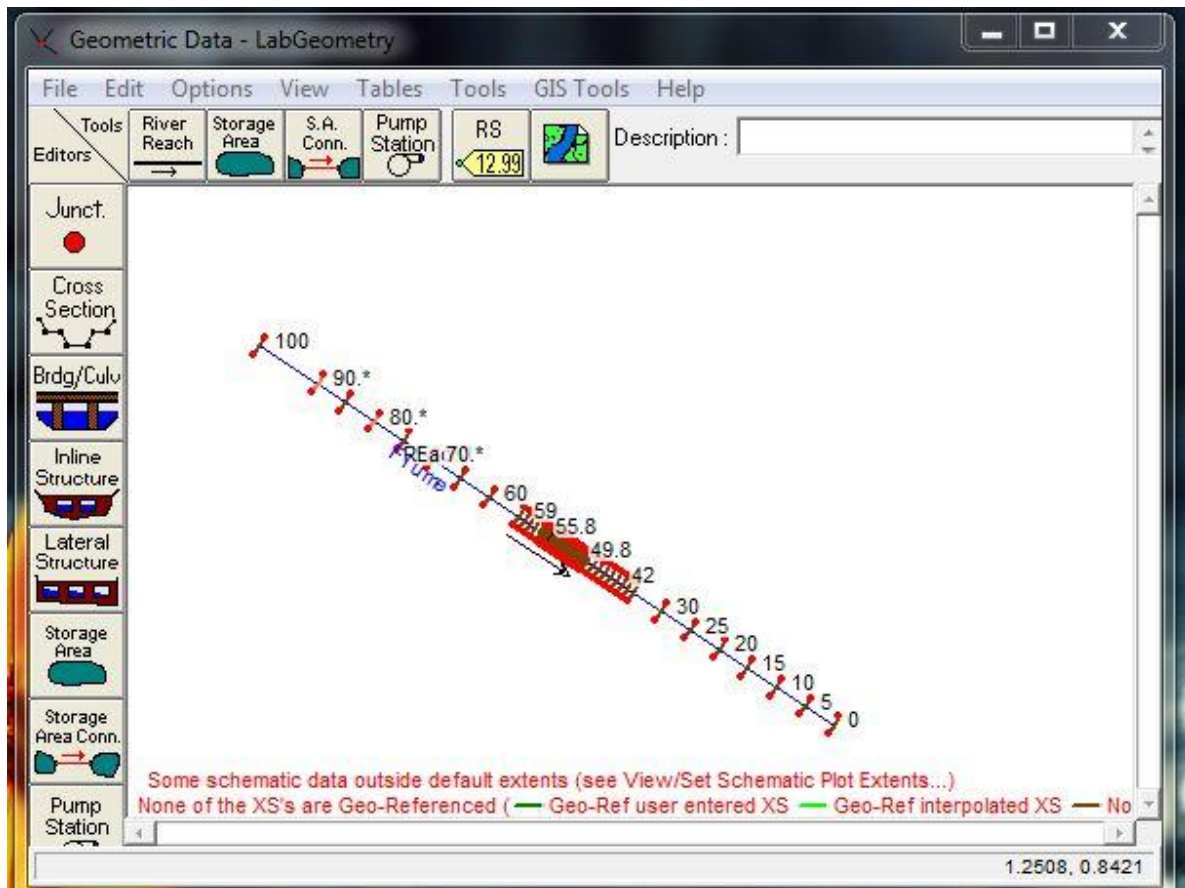 Geometric Data - LabGeometry
File Edit Options View Tables Tools GIS Tools Help
Tools
Editors
River
Reach
Storage
Area
S.A.
Conn.
Pump
Station
RS
12.99
Description :
Junct.
Cross
Section
Brdg/Culv
Inline
Structure
Lateral
Structure
Storage
Area
Storage
Area Conn.
Pump
Station
100
90.*
80.*
70.*
Flume
60
59
55.8
49.8
42
30
25
20
15
10
5
0
Some schematic data outside default extents (see View/Set Schematic Plot Extents...)
None of the XS's are Geo-Referenced ( Geo-Ref user entered XS Geo-Ref interpolated XS No
1.2508, 0.8421